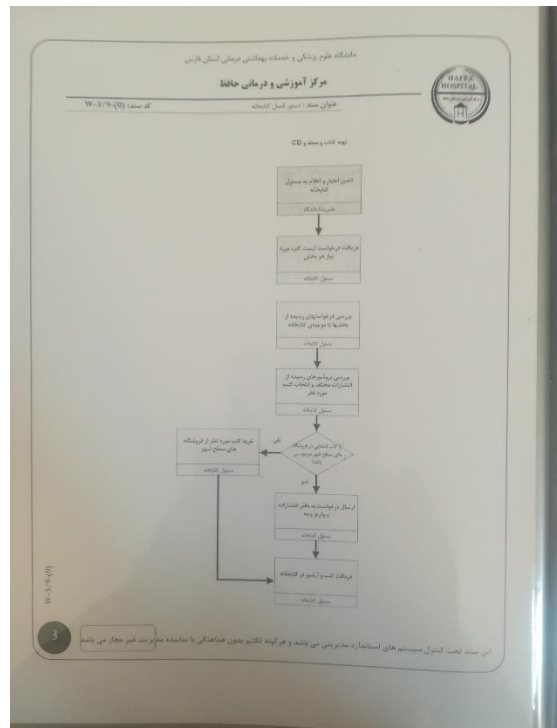 دانشگاه علوم پزشکی و خدمات بهداشتی درمانی استان فارس
مرکز آموزشی و درمانی حافظ
HAFEZ
HOSPITAL
عنوان سند : دستور العمل کتابخانه
کد سند: W-1/9-(0)
تهیه کتاب و مجله و CD
تامین اعتبار و اعلام به مسئول
کتابخانه
مدیریت/دانشگاه
دریافت درخواست لیست کتب مورد
نیاز هر بخش
مسئول کتابخانه
بررسی درخواستهای رسیده از
بخشها با موجودی کتابخانه
مسئول کتابخانه
بررسی بروشورهای رسیده از
انتشارات مختلف و انتخاب کتب
مورد نظر
مسئول کتابخانه
آیا کتب انتخابی در فروشگاه
های سطح شهر موجود می
باشد؟
بلی
خرید کتب مورد نظر از فروشگاه
های سطح شهر
مسئول کتابخانه
خیر
ارسال درخواست به دفتر انتشارات
و واریز وجه
مسئول کتابخانه
دریافت کتب و آرشیو در کتابخانه
مسئول کتابخانه
W-1/9-(0)
3
این سند تحت کنترل سیستم های استاندارد مدیریتی می باشد و هرگونه تکثیر بدون هماهنگی با نماینده مدیریت غیر مجاز می باشد